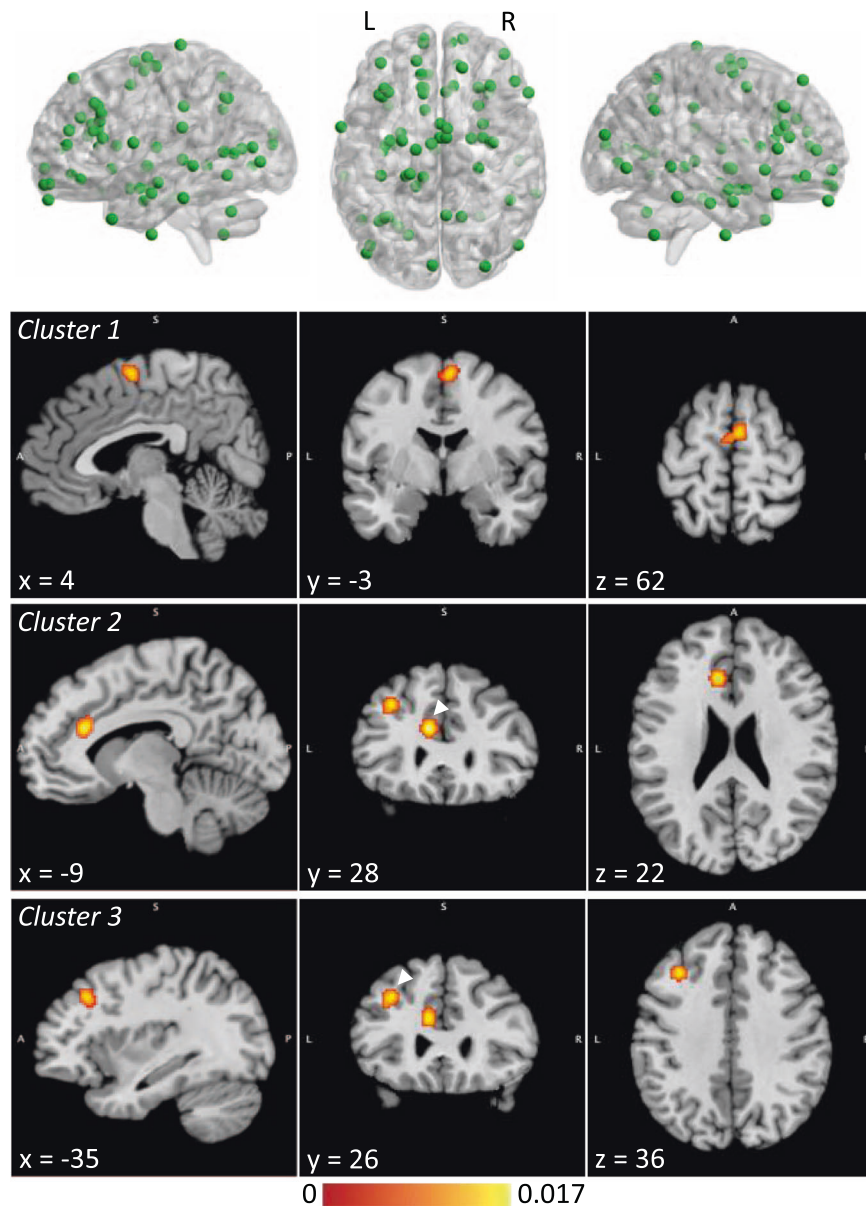 L R
Cluster 1
S S A
A P L R L
x = 4 y = -3 z = 62
Cluster 2
S S A
A P L R L
x = -9 y = 28 z = 22
Cluster 3
S S A
A P L R L
x = -35 y = 26 z = 36
0 0.017